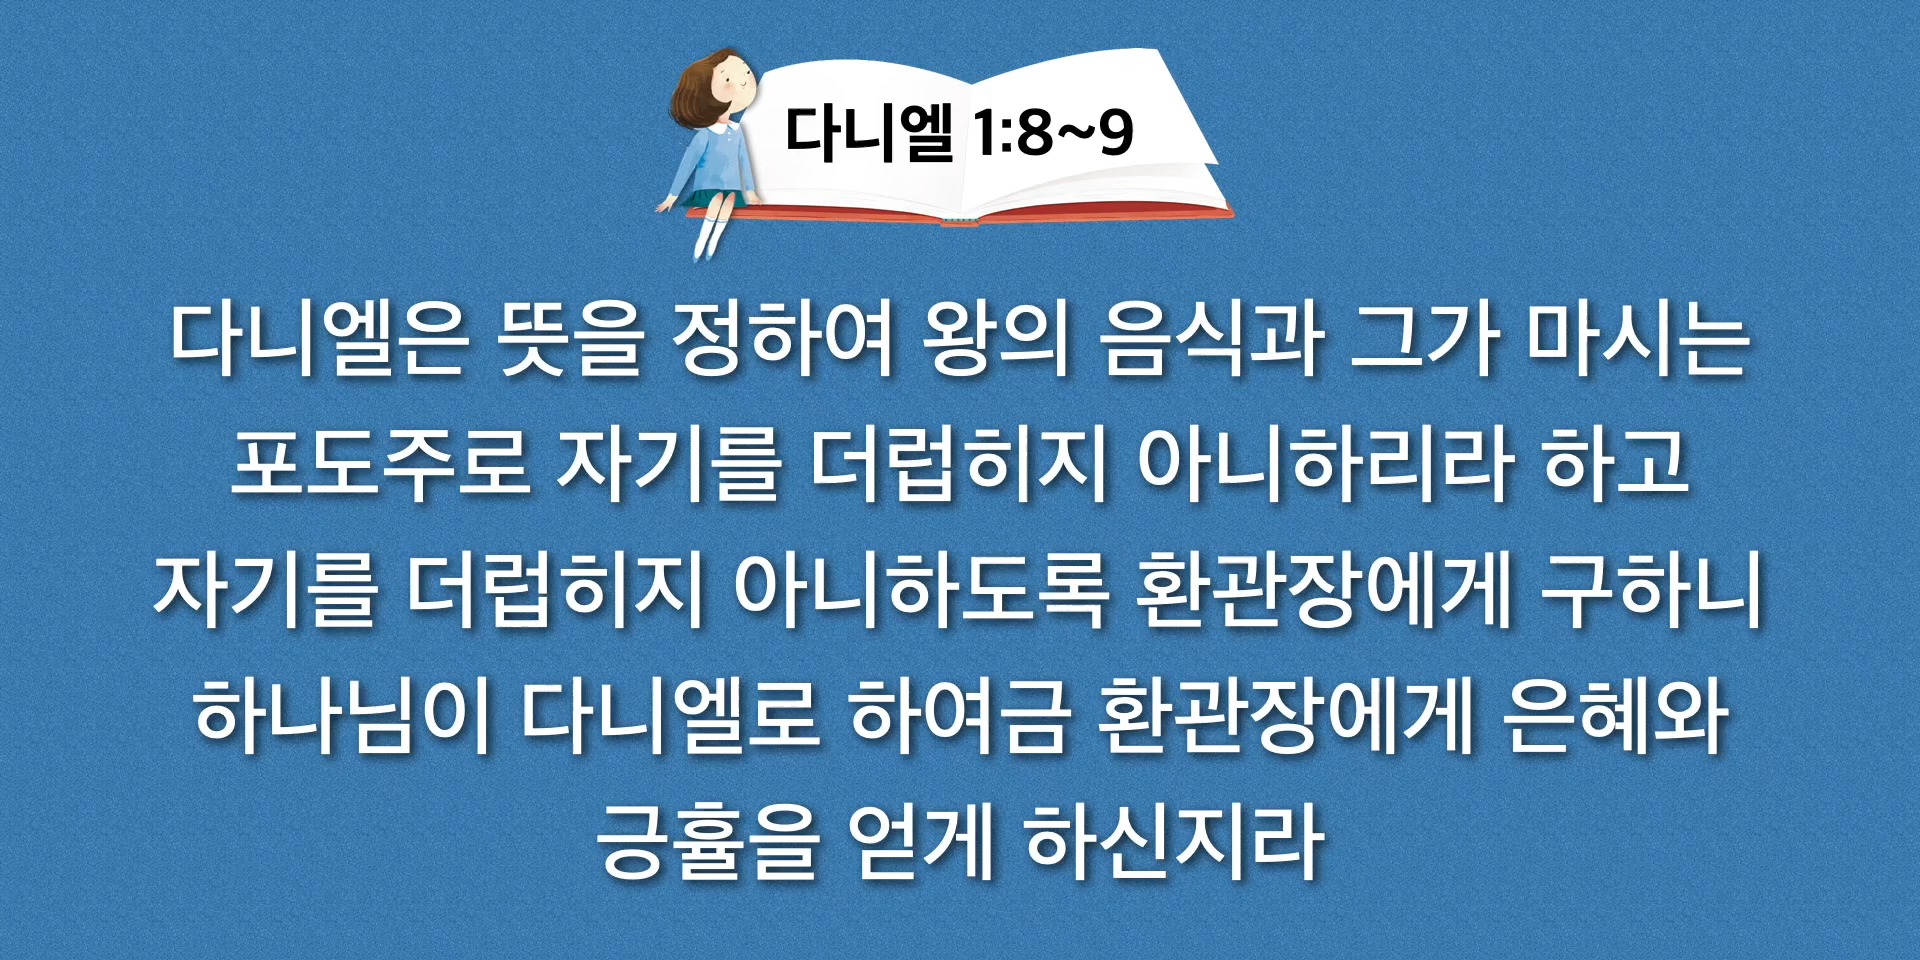 다니엘 1:8~9
다니엘은 뜻을 정하여 왕의 음식과 그가 마시는
포도주로 자기를 더럽히지 아니하리라 하고
자기를 더럽히지 아니하도록 환관장에게 구하니
하나님이 다니엘로 하여금 환관장에게 은혜와
긍휼을 얻게 하신지라